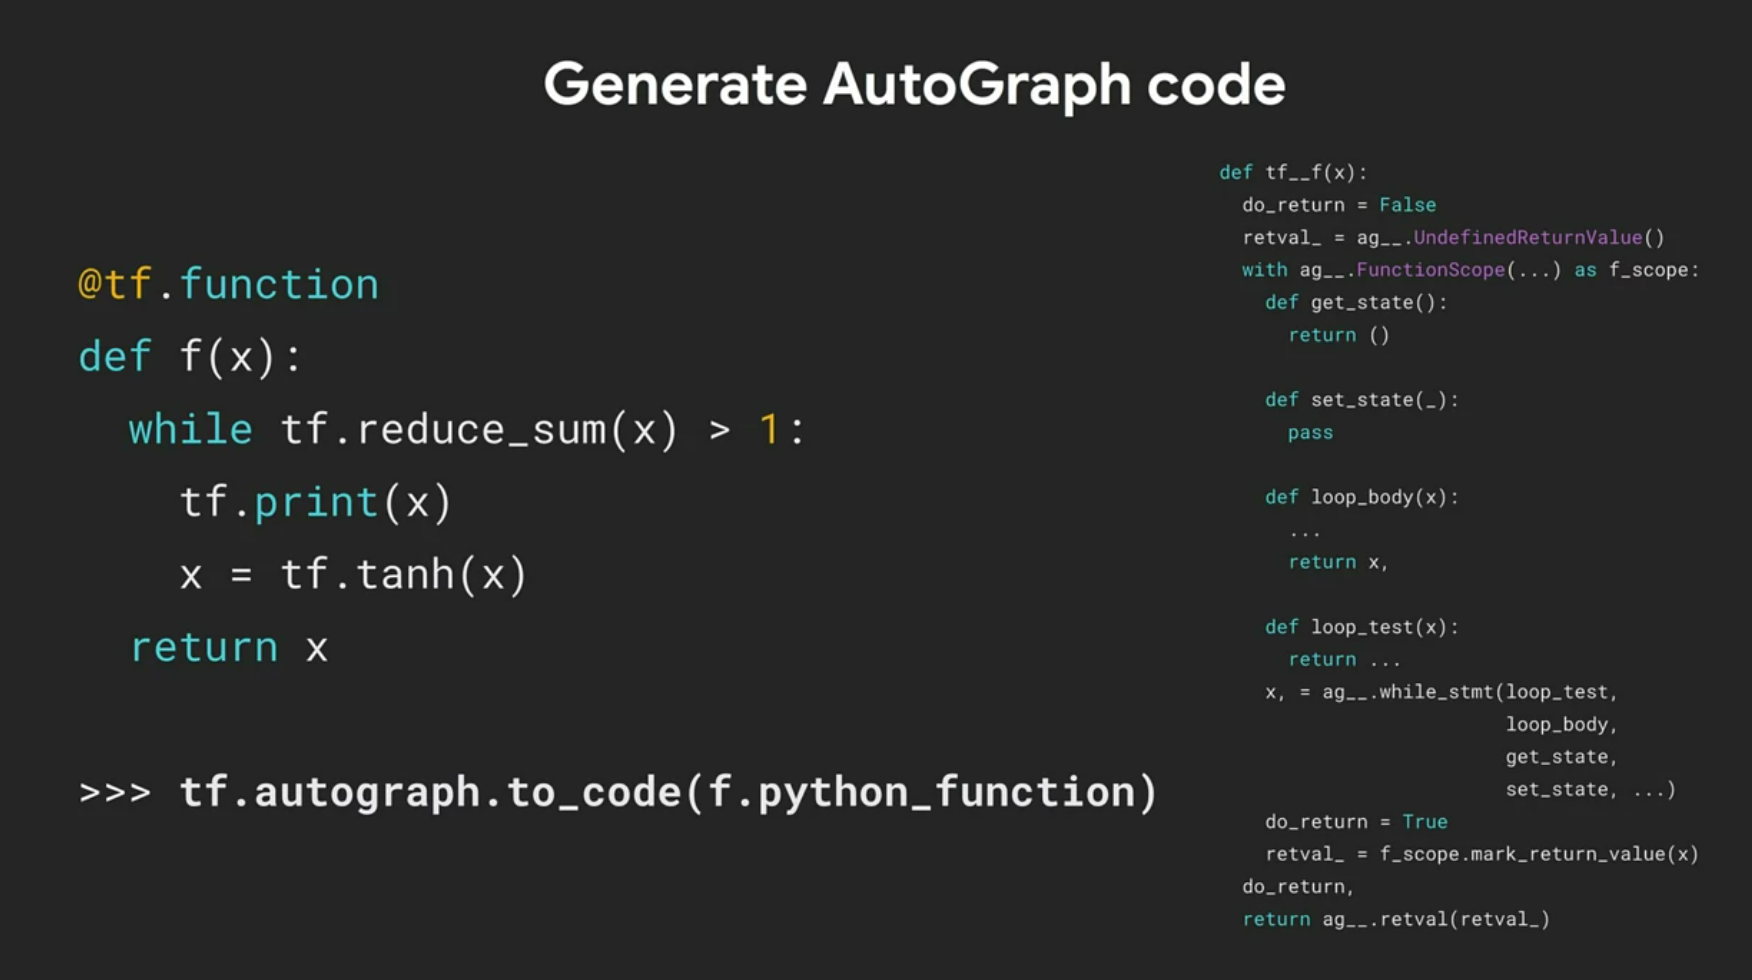 Generate AutoGraph code
@tf.function
def f(x):
while tf.reduce_sum(x) > 1:
tf.print(x)
x = tf.tanh(x)
return x
>>> tf.autograph.to_code(f.python_function)
def tf__f(x):
do_return = False
retval_ = ag__.UndefinedReturnValue()
with ag__.FunctionScope(...) as f_scope:
def get_state():
return ()
def set_state(_):
pass
def loop_body(x):
...
return x,
def loop_test(x):
return ...
x, = ag__.while_stmt(loop_test,
loop_body,
get_state,
set_state, ...)
do_return = True
retval_ = f_scope.mark_return_value(x)
do_return,
return ag__.retval(retval_)